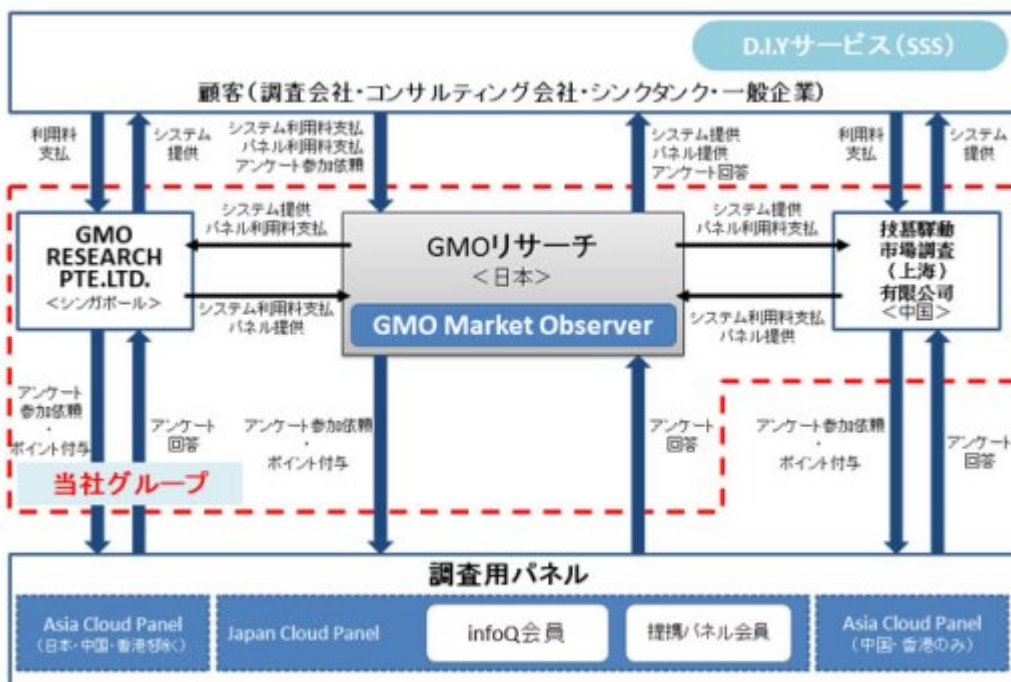 D.I.Yサービス(SSS)
顧客(調査会社・コンサルティング会社・シンクタンク・一般企業)
利用料
支払
システム
提供
システム利用料支払
パネル利用料支払
アンケート参加依頼
システム提供
パネル提供
アンケート回答
利用料
支払
システム
提供
GMO
RESEARCH
PTE.LTD.
<シンガポール>
システム提供
パネル利用料支払
システム利用料支払
パネル提供
GMOリサーチ
<日本>
GMO Market Observer
システム提供
パネル利用料支払
システム利用料支払
パネル提供
技慕驛動
市場調査
(上海)
有限公司
<中国>
アンケート
参加依頼
・
ポイント付与
アンケート
回答
アンケート参加依頼
・
ポイント付与
アンケート
回答
アンケート参加依頼
・
ポイント付与
アンケート
回答
当社グループ
調査用パネル
Asia Cloud Panel
(日本・中国・香港を除く)
Japan Cloud Panel
infoQ会員
提携パネル会員
Asia Cloud Panel
(中国・香港のみ)